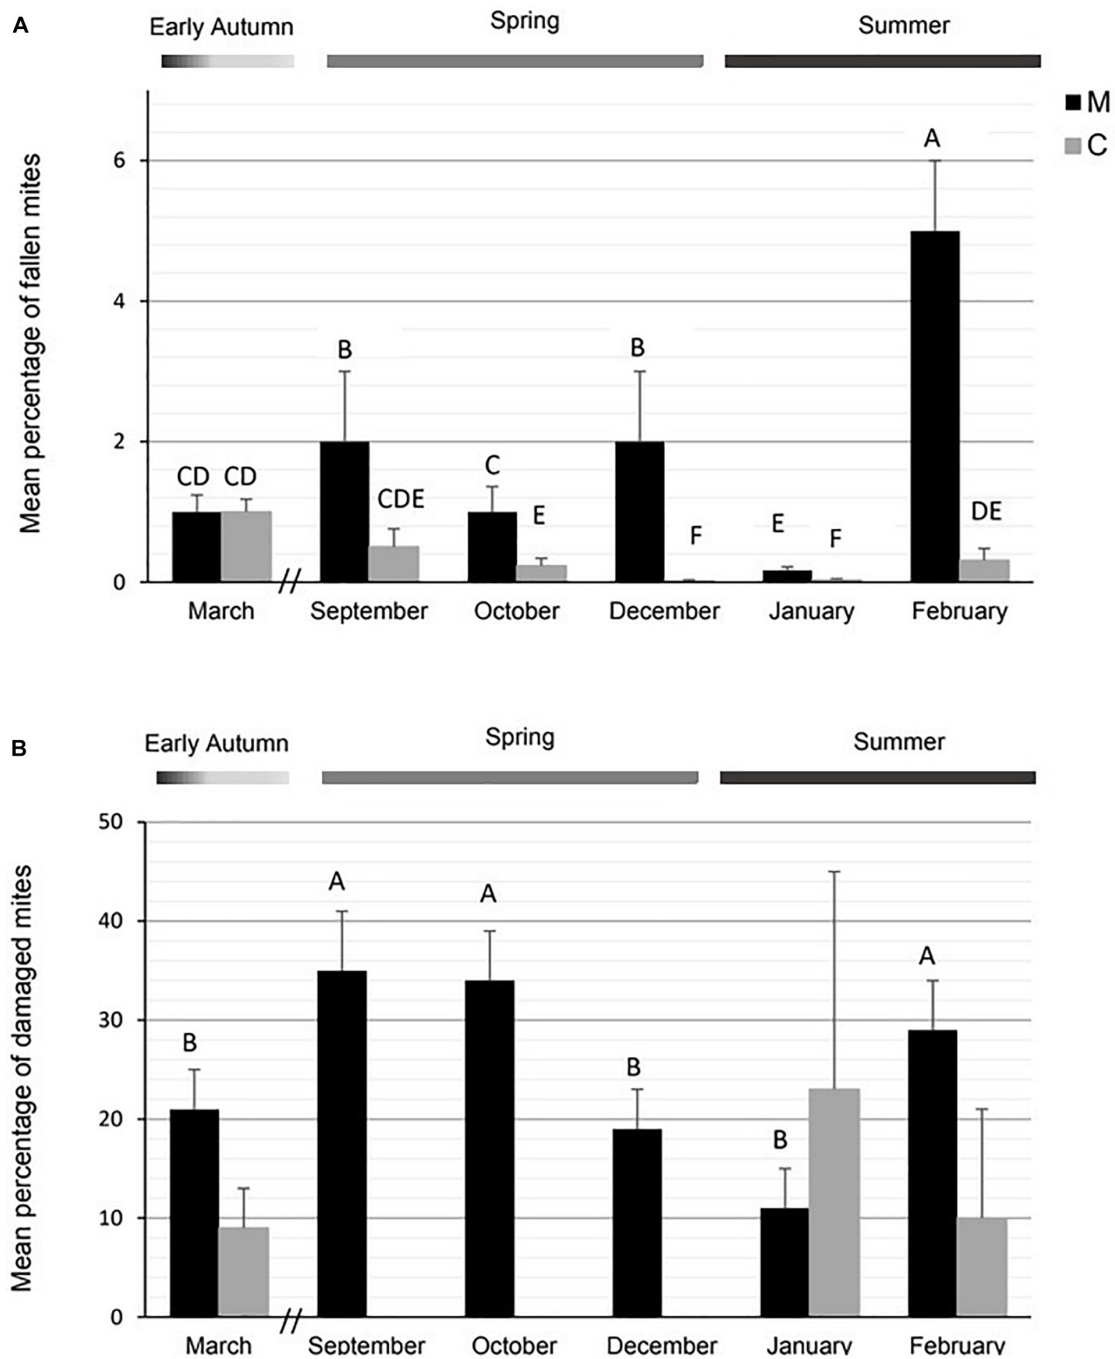 A
Early Autumn Spring Summer
M
C
Mean percentage of fallen mites
6
4
2
0
CD CD B CDE C E B F E F A DE
March September October December January February
B
Early Autumn Spring Summer
Mean percentage of damaged mites
50
40
30
20
10
0
B A A B B A
March September October December January February